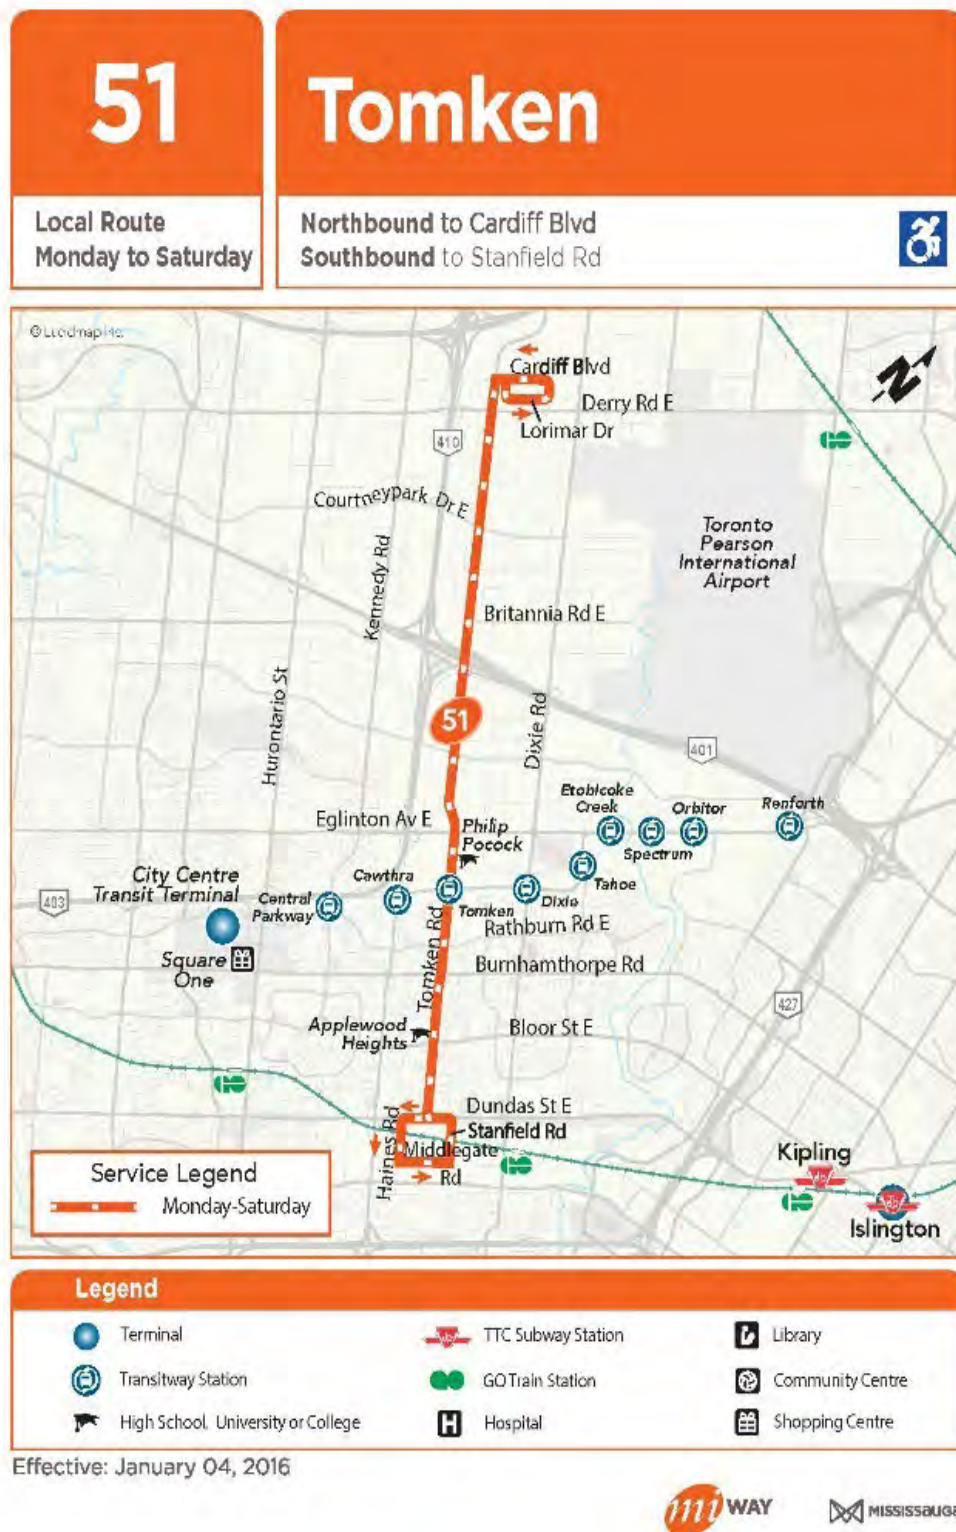 51
Tomken
Local Route
Monday to Saturday
Northbound to Cardiff Blvd
Southbound to Stanfield Rd
Cardiff Blvd
Derry Rd E
Lorimar Dr
410
Courtneypark Dr E
Toronto
Pearson
International
Airport
Kennedy Rd
Britannia Rd E
Hurontario St
51
Dixie Rd
401
Etobicoke
Creek
Orbitor
Renforth
Eglinton Av E
Philip
Pocock
Spectrum
City Centre
Transit Terminal
Cawthra
Tahoe
403
Central
Parkway
Tomken
Dixie
Rathburn Rd E
Tomken Rd
Square
One
Burnhamthorpe Rd
427
Applewood
Heights
Bloor St E
Dundas St E
Haines Rd
Stanfield Rd
Middlegate
Rd
Kipling
Islington
Service Legend
Monday-Saturday
Legend
Terminal
TTC Subway Station
Library
Transitway Station
GO Train Station
Community Centre
High School, University or College
H
Hospital
Shopping Centre
Effective: January 04, 2016
mi WAY
MISSISSAUGA